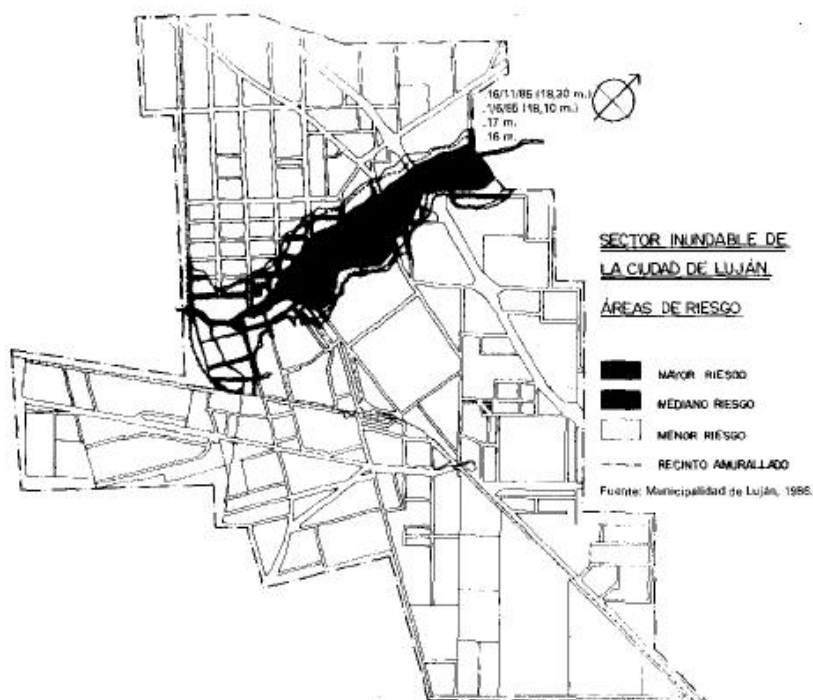 16/11/85 (18,30 m.)
1/6/85 (18,10 m.)
17 m.
16 m.
SECTOR INUNDABLE DE
LA CIUDAD DE LUJÁN
ÁREAS DE RIESGO
MAYOR RIESGO
MEDIANO RIESGO
MENOR RIESGO
RECINTO AMURALLADO
Fuente: Municipalidad de Luján, 1986.